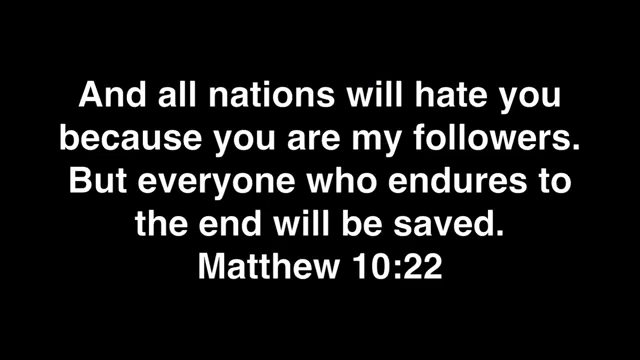 And all nations will hate you
because you are my followers.
But everyone who endures to
the end will be saved.
Matthew 10:22